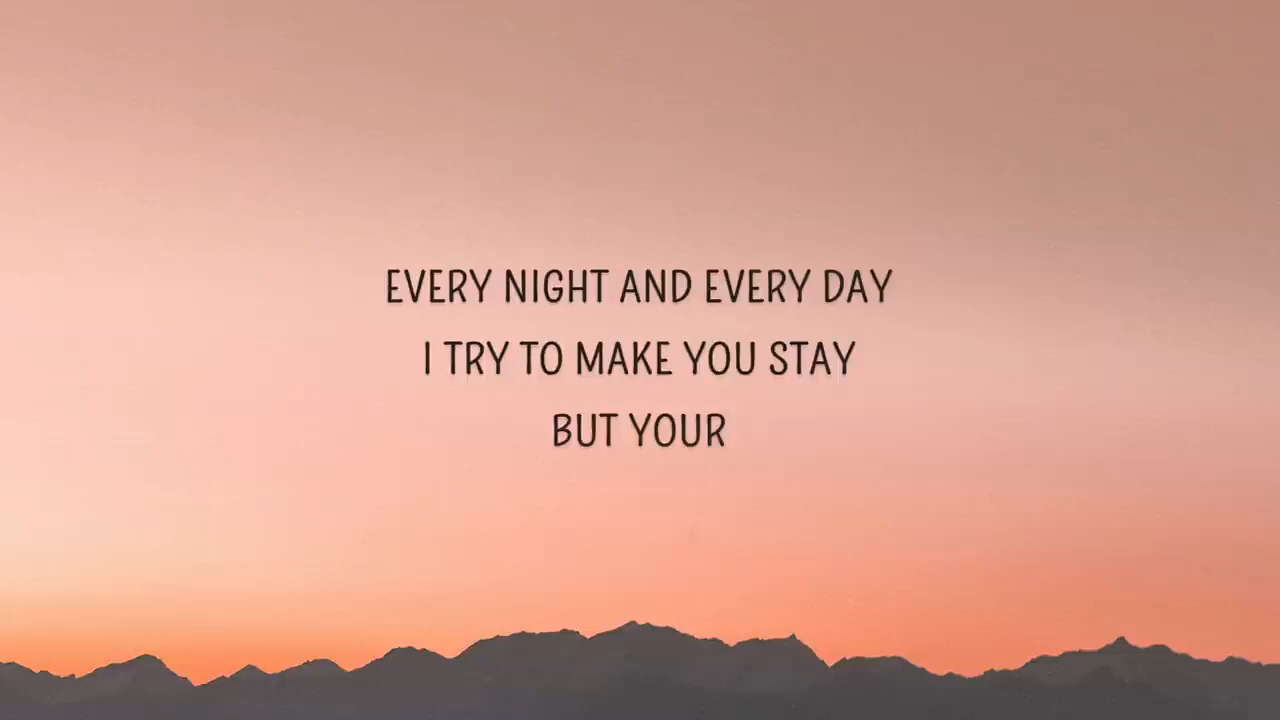 EVERY NIGHT AND EVERY DAY
I TRY TO MAKE YOU STAY
BUT YOUR